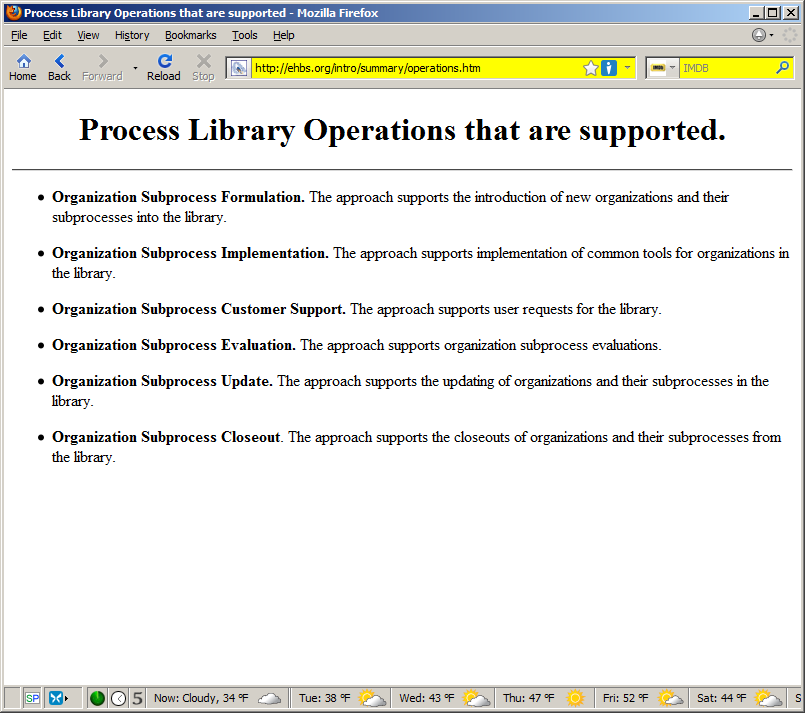 Process Library Operations that are supported - Mozilla Firefox
File Edit View History Bookmarks Tools Help
Home Back Forward Reload Stop http://ehbs.org/intro/summary/operations.htm IMDB
Process Library Operations that are supported.
• Organization Subprocess Formulation. The approach supports the introduction of new organizations and their
subprocesses into the library.
• Organization Subprocess Implementation. The approach supports implementation of common tools for organizations in
the library.
• Organization Subprocess Customer Support. The approach supports user requests for the library.
• Organization Subprocess Evaluation. The approach supports organization subprocess evaluations.
• Organization Subprocess Update. The approach supports the updating of organizations and their subprocesses in the
library.
• Organization Subprocess Closeout. The approach supports the closeouts of organizations and their subprocesses from
the library.
SP 5 Now: Cloudy, 34 °F Tue: 38 °F Wed: 43 °F Thu: 47 °F Fri: 52 °F Sat: 44 °F S